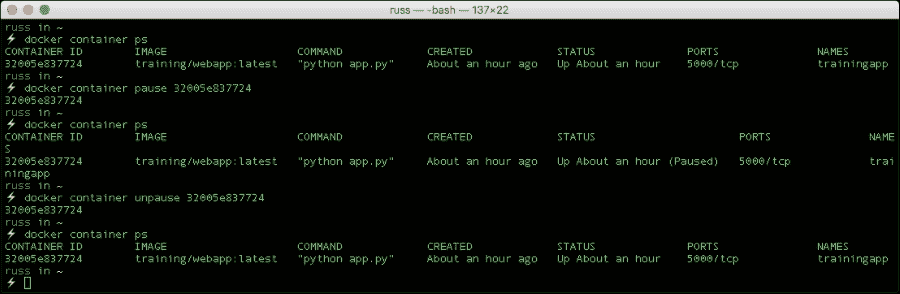 russ — -bash — 137×22
russ in ~
⚡ docker container ps
CONTAINER ID IMAGE COMMAND CREATED STATUS PORTS NAMES
32005e837724 training/webapp:latest "python app.py" About an hour ago Up About an hour 5000/tcp trainingapp
russ in ~
⚡ docker container pause 32005e837724
32005e837724
russ in ~
⚡ docker container ps
CONTAINER ID IMAGE COMMAND CREATED STATUS PORTS NAME
S
32005e837724 training/webapp:latest "python app.py" About an hour ago Up About an hour (Paused) 5000/tcp trai
ningapp
russ in ~
⚡ docker container unpause 32005e837724
32005e837724
russ in ~
⚡ docker container ps
CONTAINER ID IMAGE COMMAND CREATED STATUS PORTS NAMES
32005e837724 training/webapp:latest "python app.py" About an hour ago Up About an hour 5000/tcp trainingapp
russ in ~
⚡